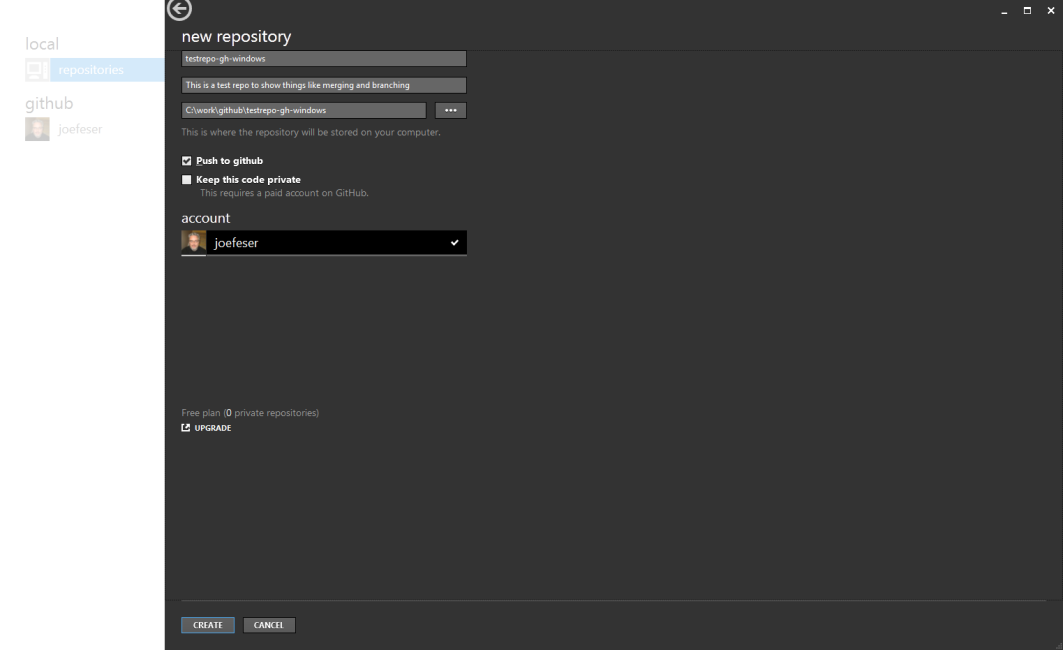 local
repositories
github
joefeser
new repository
testrepo-gh-windows
This is a test repo to show things like merging and branching
C:\work\github\testrepo-gh-windows
•••
This is where the repository will be stored on your computer.
Push to github
Keep this code private
This requires a paid account on GitHub.
account
joefeser
Free plan (0 private repositories)
UPGRADE
CREATE CANCEL